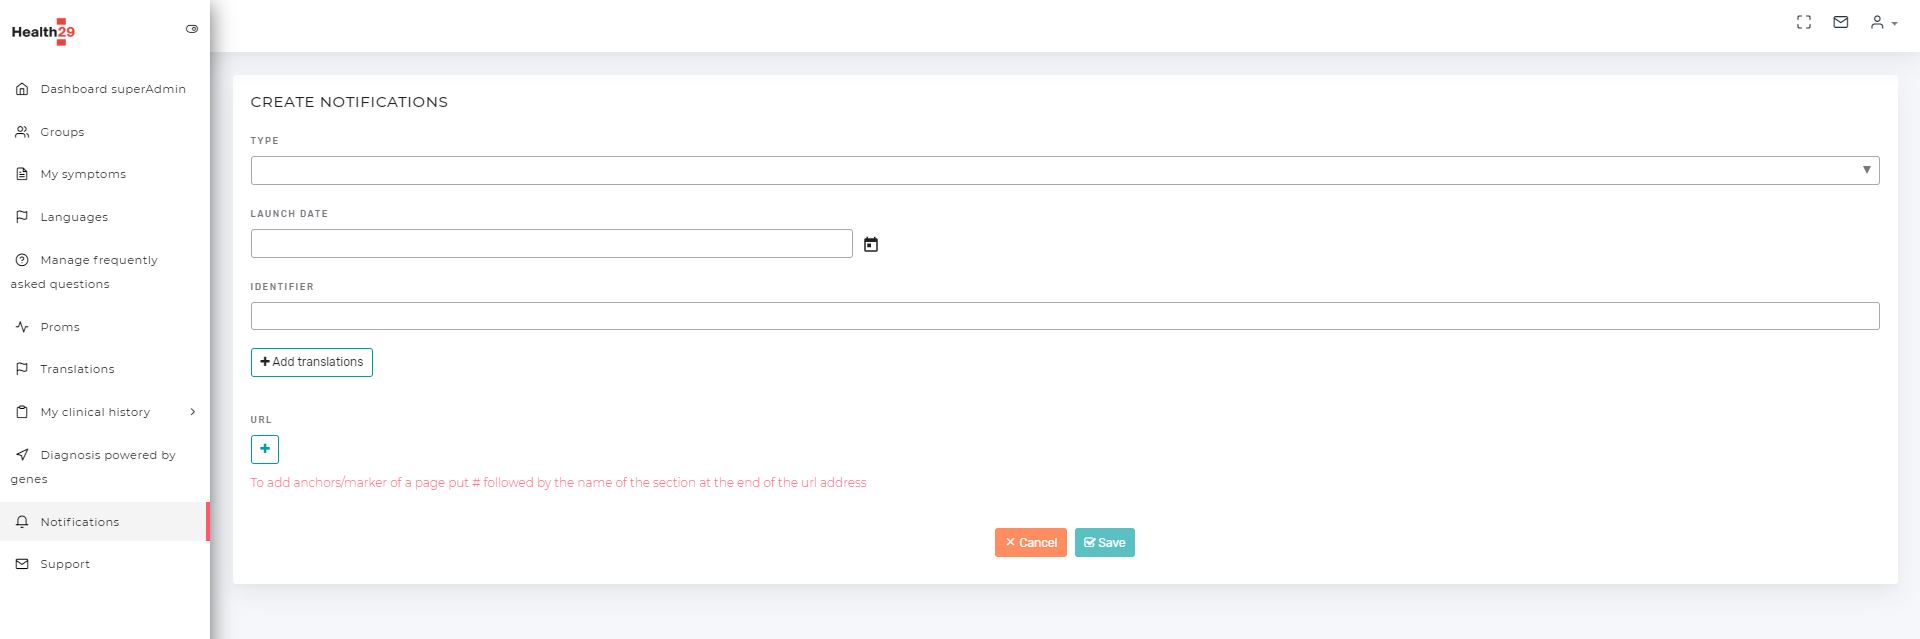 Health29
Dashboard superAdmin
Groups
My symptoms
Languages
Manage frequently
asked questions
Proms
Translations
My clinical history
Diagnosis powered by
genes
Notifications
Support
CREATE NOTIFICATIONS
TYPE
LAUNCH DATE
IDENTIFIER
Add translations
URL
To add anchors/marker of a page put # followed by the name of the section at the end of the url address
Cancel
Save